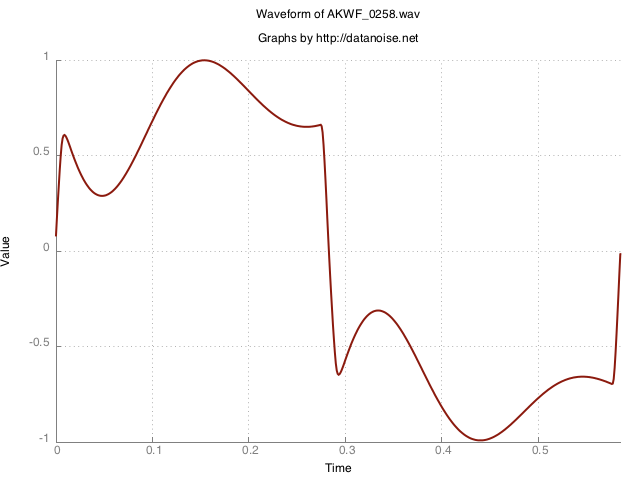 Waveform of AKWF_0258.wav
Graphs by http://datanoise.net
1
0.5
0
-0.5
-1
Value
0 0.1 0.2 0.3 0.4 0.5
Time